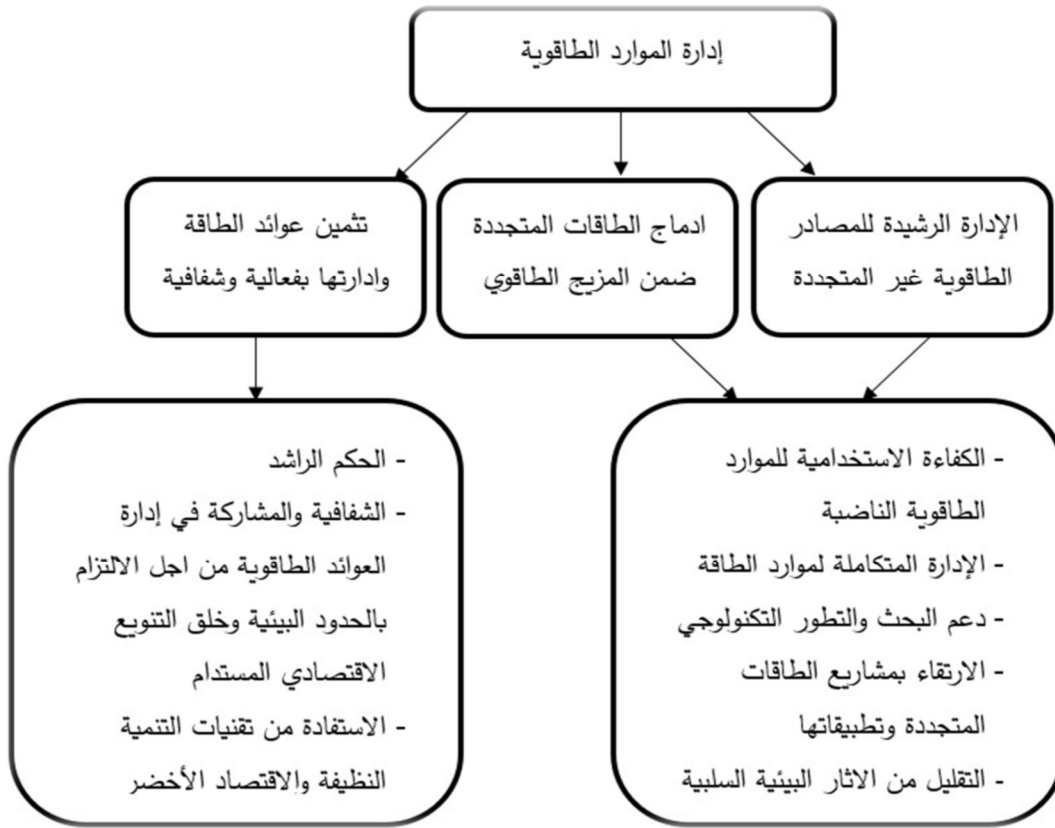 إدارة الموارد الطاقوية
الإدارة الرشيدة للمصادر
الطاقوية غير المتجددة
ادماج الطاقات المتجددة
ضمن المزيج الطاقوي
تثمين عوائد الطاقة
وادارتها بفعالية وشفافية
- الكفاءة الاستخدامية للموارد
الطاقوية الناضبة
- الإدارة المتكاملة لموارد الطاقة
- دعم البحث والتطور التكنولوجي
- الارتقاء بمشاريع الطاقات
المتجددة وتطبيقاتها
- التقليل من الاثار البيئية السلبية
- الحكم الراشد
- الشفافية والمشاركة في إدارة
العوائد الطاقوية من اجل الالتزام
بالحدود البيئية وخلق التنويع
الاقتصادي المستدام
- الاستفادة من تقنيات التنمية
النظيفة والاقتصاد الأخضر